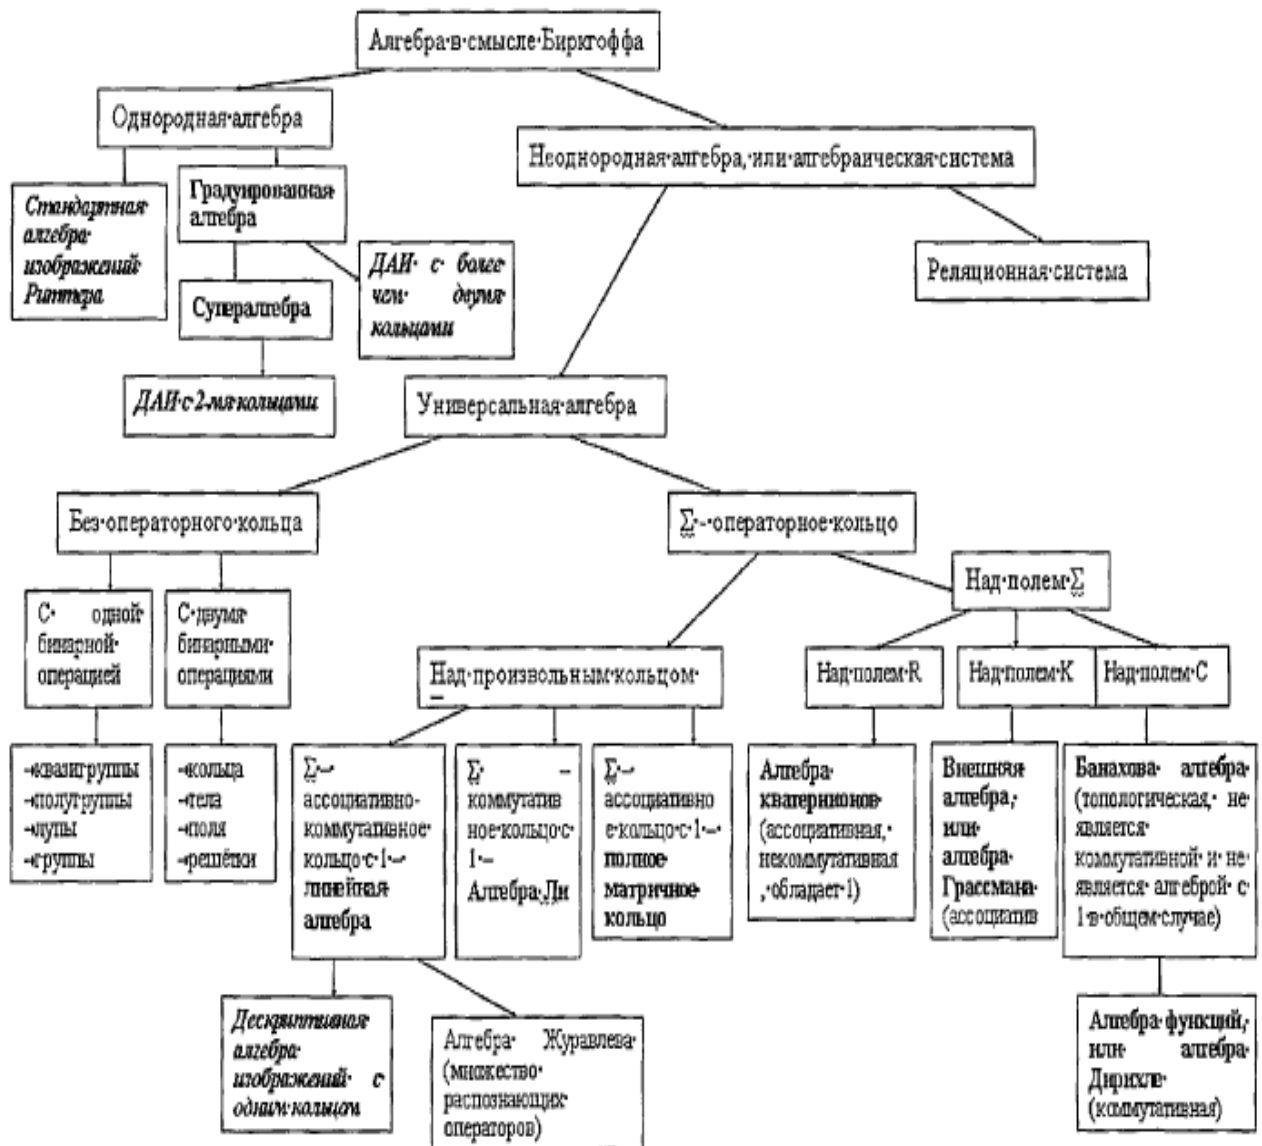 Алгебра·в·смысле·Биркгоффа
Однородная·алгебра
Неоднородная·алгебра,·или·алгебраическая·система
Стандартная·
алгебра·
изображений·
Риттера
Градуированная·
алгебра
ДАИ· с· более·
чем· двумя·
кольцами
Реляционная·система
Супералгебра
ДАИ·с·2-мя·кольцами
Универсальная·алгебра
Без·операторного·кольца
Σ·-·операторное·кольцо
Над·полем·Σ
С· одной·
бинарной·
операцией
С·двумя·
бинарными·
операциями
Над·произвольным·кольцом·
Над·полем·R
Над·полем·K
Над·полем·C
→квазигруппы
→полугруппы
→лупы
→группы
→кольца
→тела
→поля
→решётки
Σ·–·
ассоциативно-
коммутативное·
кольцо·с·1·–·
линейная·
алгебра
Σ· –
коммутатив
ное·кольцо·с·
1·–
Алгебра·Ли
Σ·–·
ассоциативно
е·кольцо·с·1·–·
полное·
матричное·
кольцо
Алгебра·
кватернионов·
(ассоциативная,·
некоммутативная
,·обладает·1)
Внешняя·
алгебра,·
или·
алгебра·
Грассмана·
(ассоциатив
Банахова· алгебра·
(топологическая,· не·
является·
коммутативной·и·не·
является·алгеброй·с·
1·в·общем·случае)
Дескриптивная·
алгебра·
изображений· с·
одним·кольцом
Алгебра· Журавлева·
(множество·
распознающих·
операторов)
Алгебра·функций,·
или· алгебра·
Дирихле·
(коммутативная)